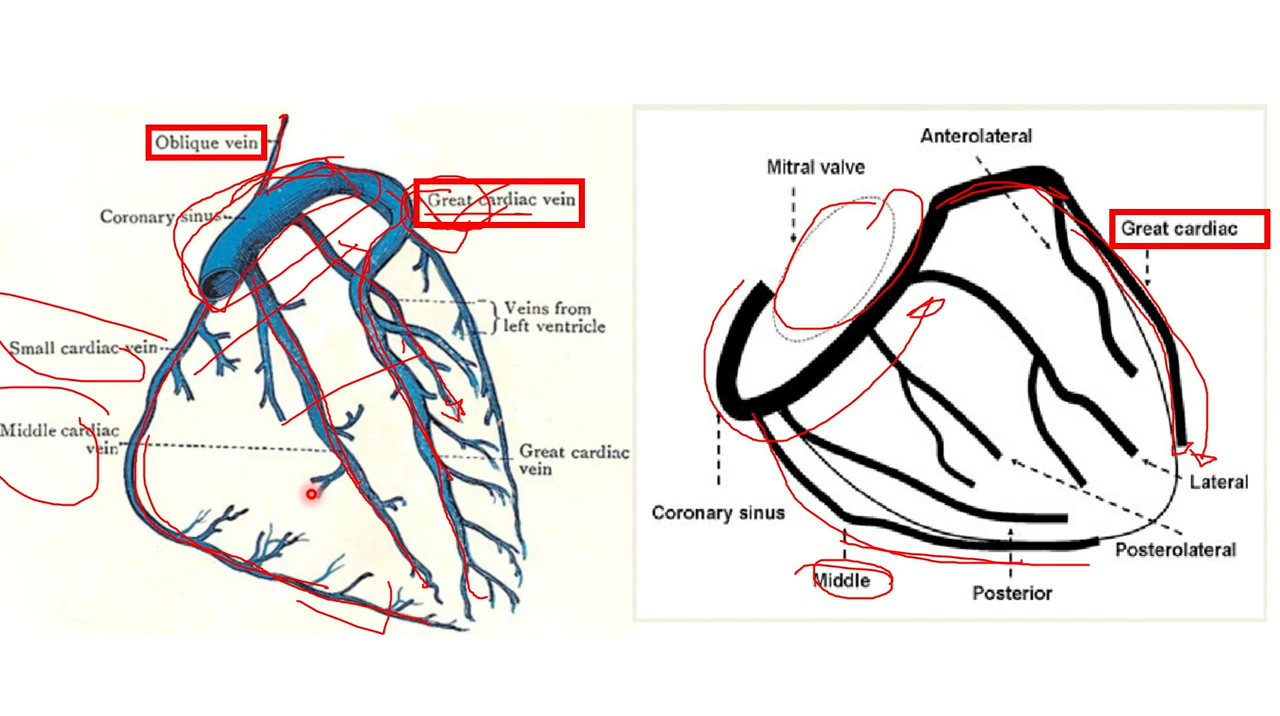 Oblique vein
Great cardiac vein
Coronary sinus
Veins from
left ventricle
Small cardiac vein
Middle cardiac
vein
Great cardiac
vein
Anterolateral
Mitral valve
Great cardiac
Lateral
Coronary sinus
Posterolateral
Middle
Posterior